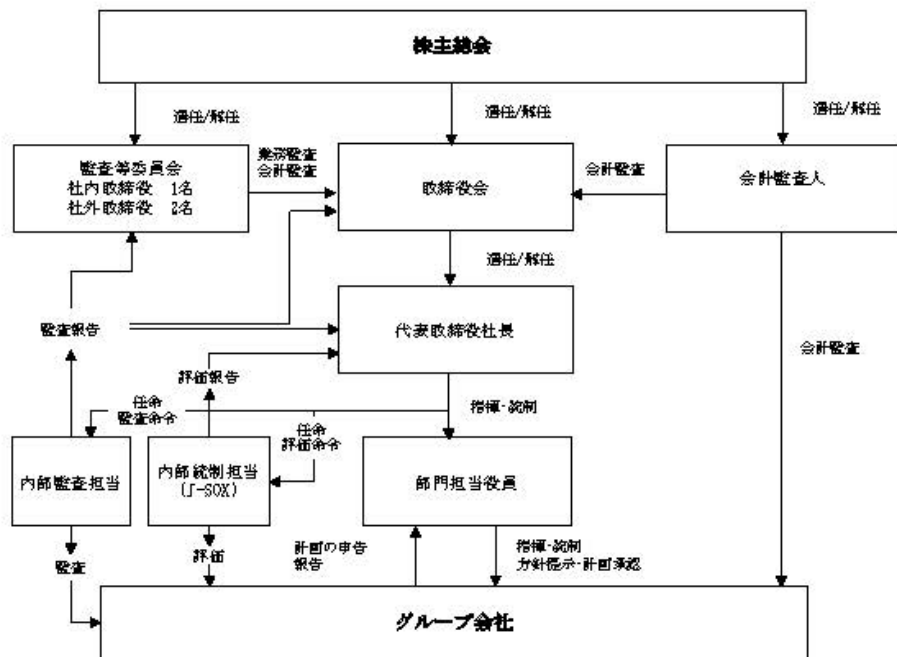 株主総会
選任/解任
選任/解任
選任/解任
監査等委員会
社内取締役 1名
社外取締役 2名
業務監査
会計監査
取締役会
会計監査
会計監査人
選任/解任
監査報告
代表取締役社長
会計監査
評価報告
任命
監査命令
指揮・統制
任命
評価命令
内部監査担当
内部統制担当
(J-SOX)
部門担当役員
監査
評価
計画の申告
報告
指揮・統制
方針提示・計画承認
グループ会社